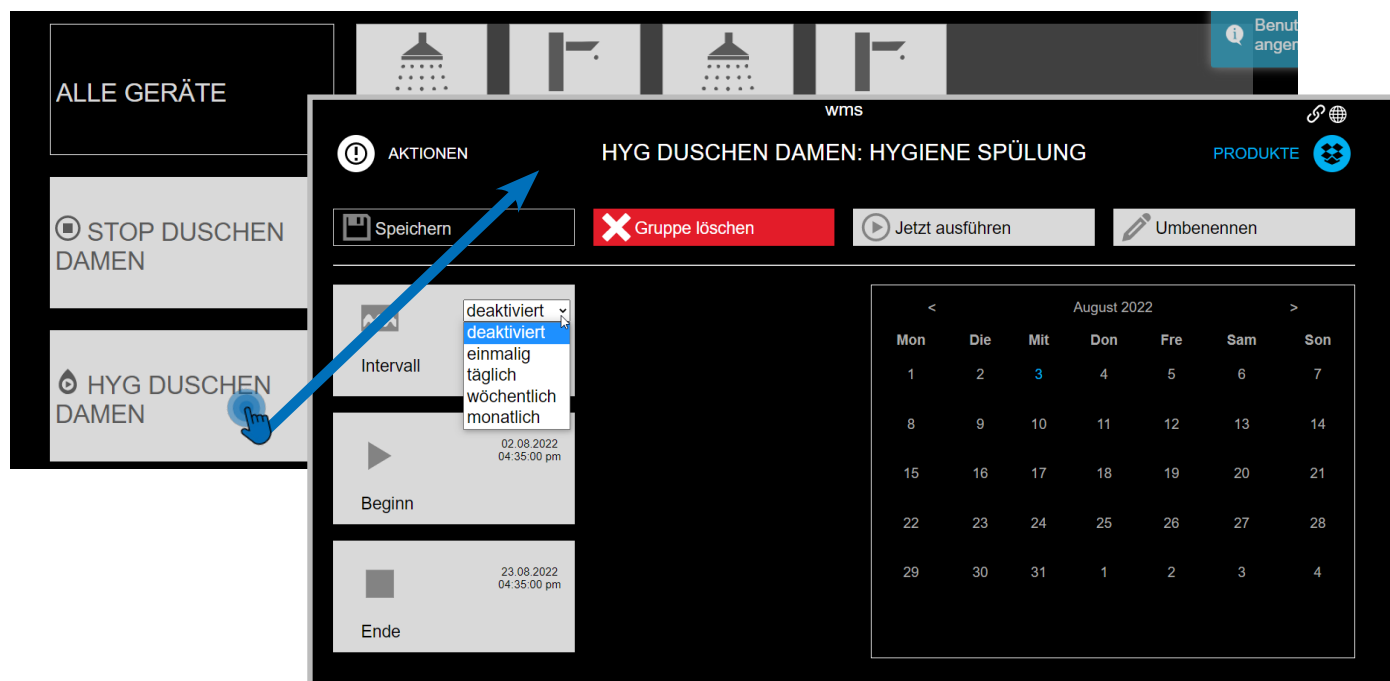 ALLE GERÄTE
STOP DUSCHEN
DAMEN
HYG DUSCHEN
DAMEN
wms
AKTIONEN
HYG DUSCHEN DAMEN: HYGIENE SPÜLUNG
PRODUKTE
Speichern
Gruppe löschen
Jetzt ausführen
Umbenennen
deaktiviert
deaktiviert
einmalig
täglich
wöchentlich
monatlich
Intervall
02.08.2022
04:35:00 pm
Beginn
23.08.2022
04:35:00 pm
Ende
< August 2022 >
Mon Die Mit Don Fre Sam Son
1 2 3 4 5 6 7
8 9 10 11 12 13 14
15 16 17 18 19 20 21
22 23 24 25 26 27 28
29 30 31 1 2 3 4